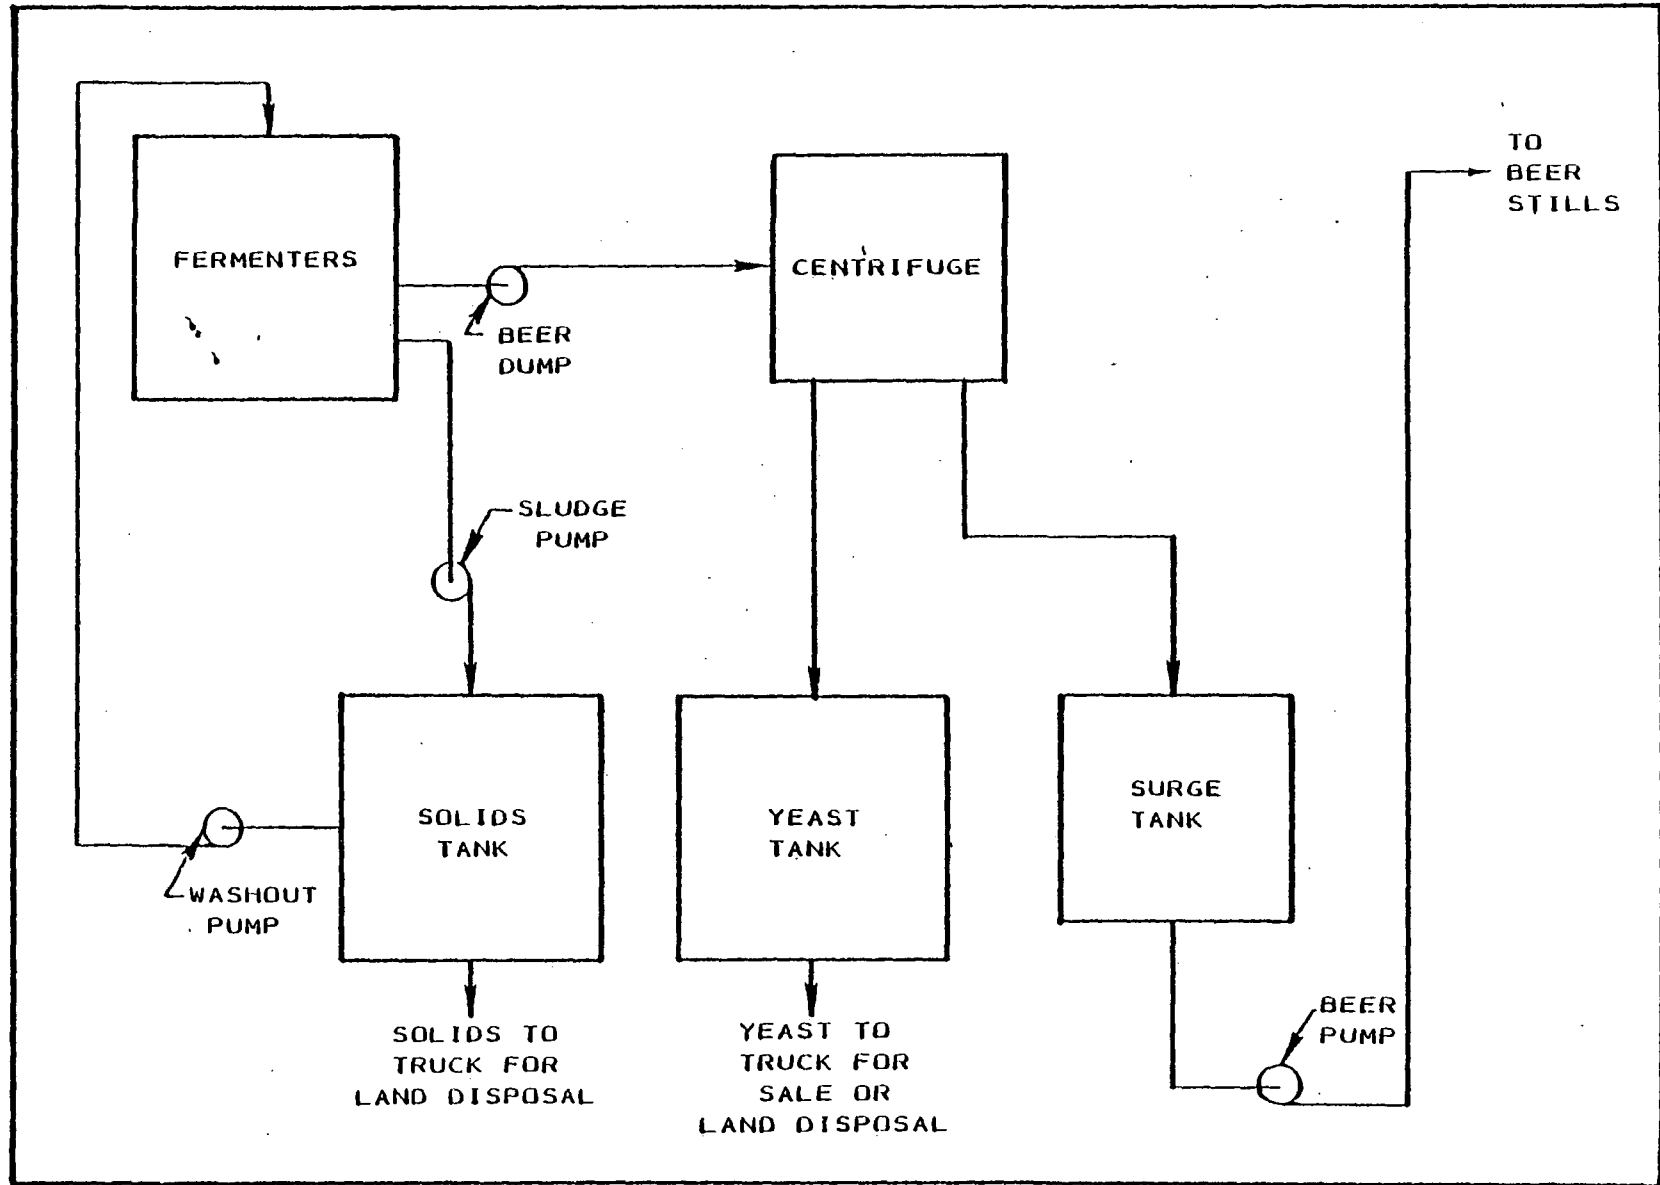 TO
BEER
STILLS
FERMENTERS
CENTRIFUGE
BEER
DUMP
SLUDGE
PUMP
SOLIDS
TANK
YEAST
TANK
SURGE
TANK
WASHOUT
PUMP
BEER
PUMP
SOLIDS TO
TRUCK FOR
LAND DISPOSAL
YEAST TO
TRUCK FOR
SALE OR
LAND DISPOSAL